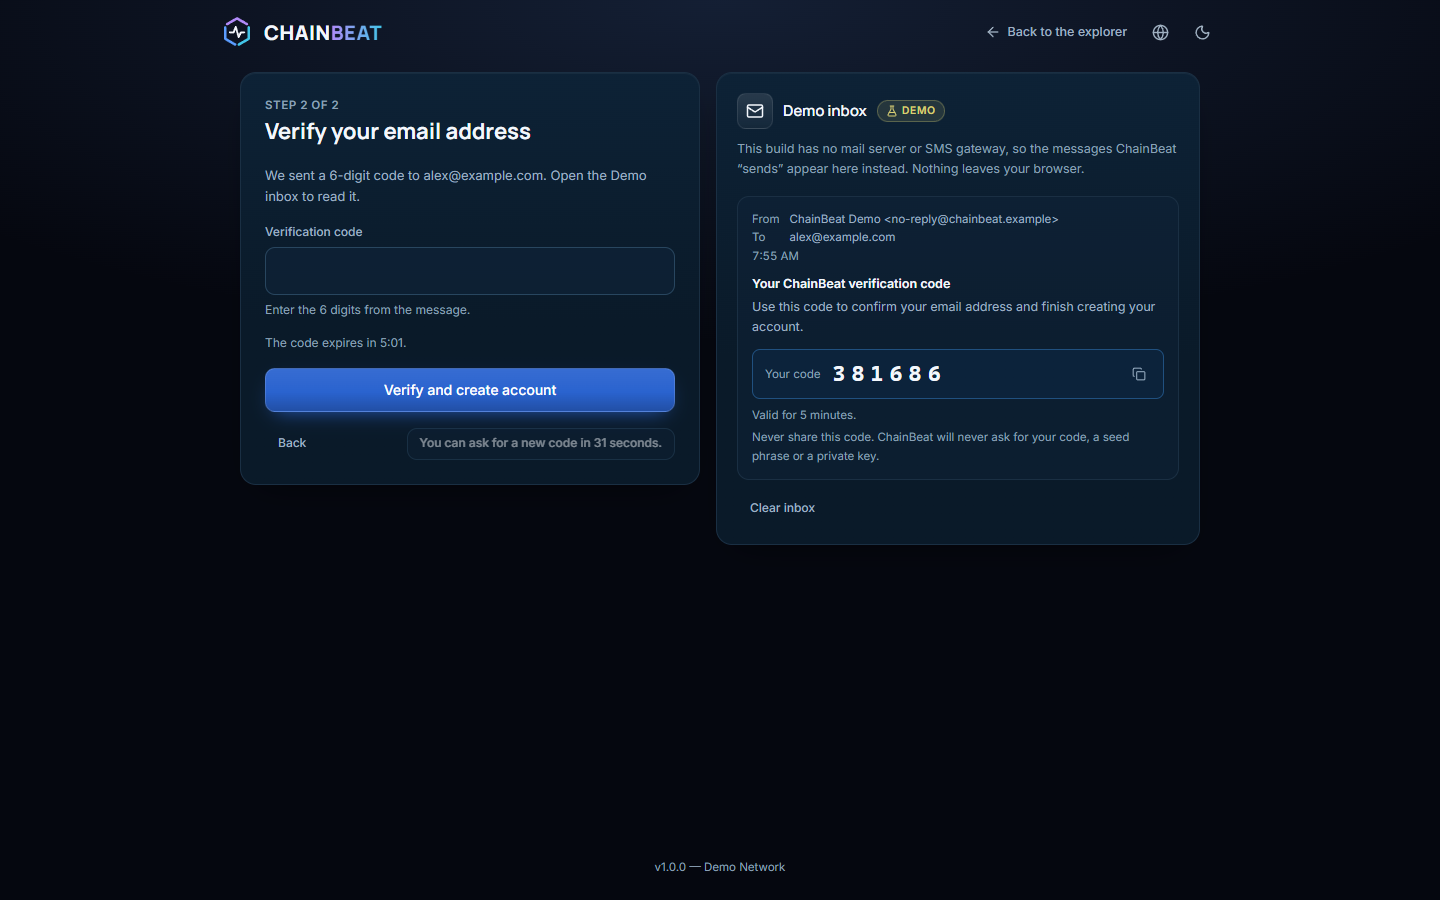 CHAINBEAT
Back to the explorer
STEP 2 OF 2
Verify your email address
We sent a 6-digit code to alex@example.com. Open the Demo
inbox to read it.
Verification code
Enter the 6 digits from the message.
The code expires in 5:01.
Verify and create account
Back
You can ask for a new code in 31 seconds.
Demo inbox
DEMO
This build has no mail server or SMS gateway, so the messages ChainBeat
“sends” appear here instead. Nothing leaves your browser.
From ChainBeat Demo <no-reply@chainbeat.example>
To alex@example.com
7:55 AM
Your ChainBeat verification code
Use this code to confirm your email address and finish creating your
account.
Your code 381686
Valid for 5 minutes.
Never share this code. ChainBeat will never ask for your code, a seed
phrase or a private key.
Clear inbox
v1.0.0 — Demo Network